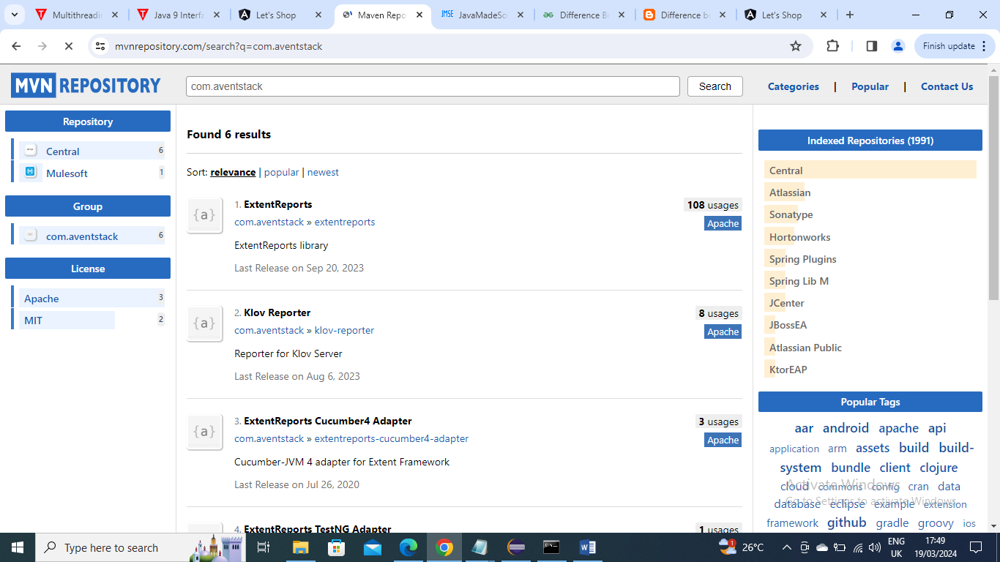 Multithreadin
Java 9 Interfa
Let's Shop
Maven Repo
JMSE JavaMadeSo
Difference Be
Difference be
Let's Shop
mvnrepository.com/search?q=com.aventstack
Finish update
MVN REPOSITORY
com.aventstack
Search
Categories | Popular | Contact Us
Repository
Central 6
Mulesoft 1
Group
com.aventstack 6
License
Apache 3
MIT 2
Found 6 results
Sort: relevance | popular | newest
{a}
1. ExtentReports
108 usages
com.aventstack » extentreports
Apache
ExtentReports library
Last Release on Sep 20, 2023
{a}
2. Klov Reporter
8 usages
com.aventstack » klov-reporter
Apache
Reporter for Klov Server
Last Release on Aug 6, 2023
{a}
3. ExtentReports Cucumber4 Adapter
3 usages
com.aventstack » extentreports-cucumber4-adapter
Apache
Cucumber-JVM 4 adapter for Extent Framework
Last Release on Jul 26, 2020
4. ExtentReports TestNG Adapter
1 usages
Indexed Repositories (1991)
Central
Atlassian
Sonatype
Hortonworks
Spring Plugins
Spring Lib M
JCenter
JBossEA
Atlassian Public
KtorEAP
Popular Tags
aar android apache api
application arm assets build build-
system bundle client clojure
cloud commons config cran data
database eclipse example extension
framework github gradle groovy ios
Activate Windows
Go to Settings to activate Windows.
Type here to search
1
26°C
ENG
UK
17:49
19/03/2024